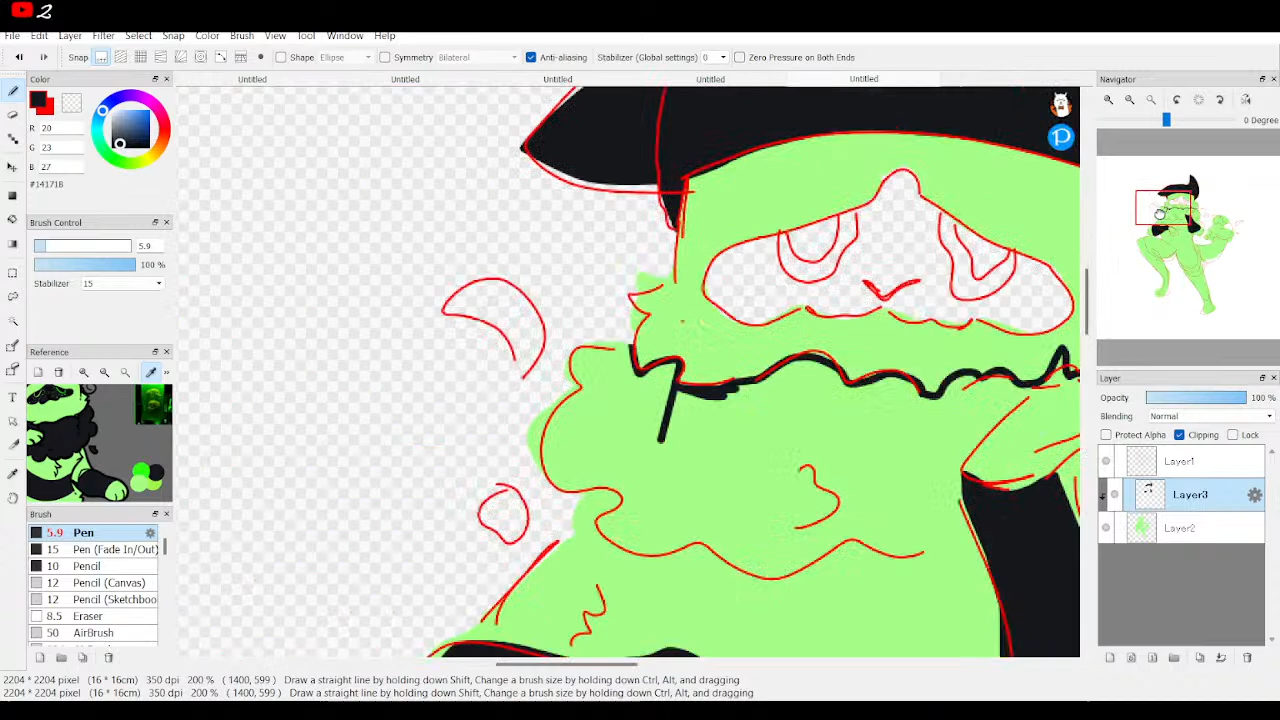 2
File Edit Layer Filter Select Snap Color Brush View Tool Window Help
Snap Shape Ellipse Symmetry Bilateral Anti-aliasing Stabilizer (Global settings) 0 Zero Pressure on Both Ends
Color
Untitled Untitled Untitled Untitled Untitled
Navigator
R 20
G 23
B 27
#14171B
0 Degree
Brush Control
5.9
100 %
Stabilizer 15
Reference
Layer
Opacity 100 %
Blending Normal
Protect Alpha Clipping Lock
Layer1
Layer3
Layer2
Brush
5.9 Pen
15 Pen (Fade In/Out)
10 Pencil
12 Pencil (Canvas)
12 Pencil (Sketchboo
8.5 Eraser
50 AirBrush
2204 * 2204 pixel (16 * 16cm) 350 dpi 200 % ( 1400, 599 ) Draw a straight line by holding down Shift, Change a brush size by holding down Ctrl, Alt, and dragging
2204 * 2204 pixel (16 * 16cm) 350 dpi 200 % ( 1400, 599 ) Draw a straight line by holding down Shift, Change a brush size by holding down Ctrl, Alt, and dragging